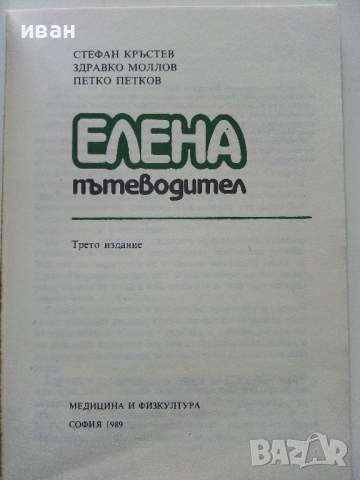 иван
СТЕФАН КРЪСТЕВ
ЗДРАВКО МОЛЛОВ
ПЕТКО ПЕТКОВ
ЕЛЕНА
пътеводител
Трето издание
МЕДИЦИНА И ФИЗКУЛТУРА
СОФИЯ 1989
BAZAR